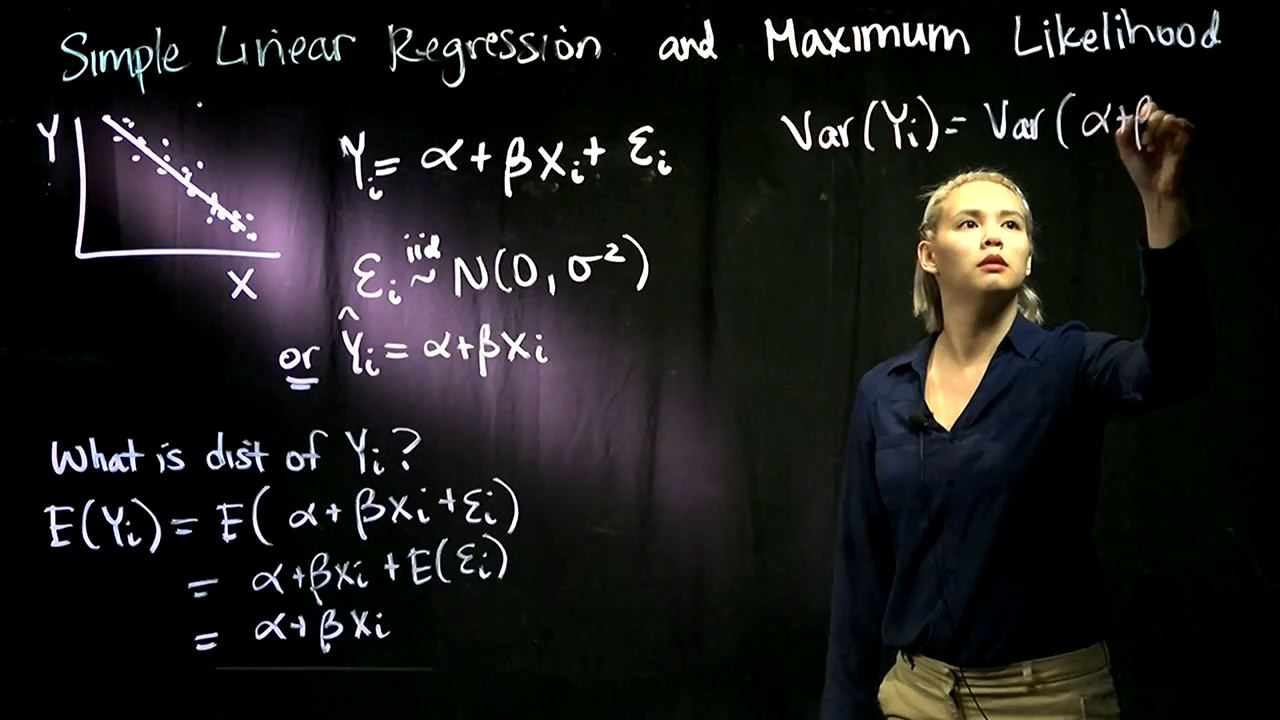 Simple Linear Regression and Maximum Likelihood
Y
X
Yᵢ = α + βxᵢ + εᵢ
εᵢ iid ~ N(0, σ²)
or Ŷᵢ = α + βxᵢ
What is dist of Yᵢ?
E(Yᵢ) = E( α + βxᵢ + εᵢ)
= α + βxᵢ + E(εᵢ)
= α + βxᵢ
Var(Yᵢ) = Var( α + β